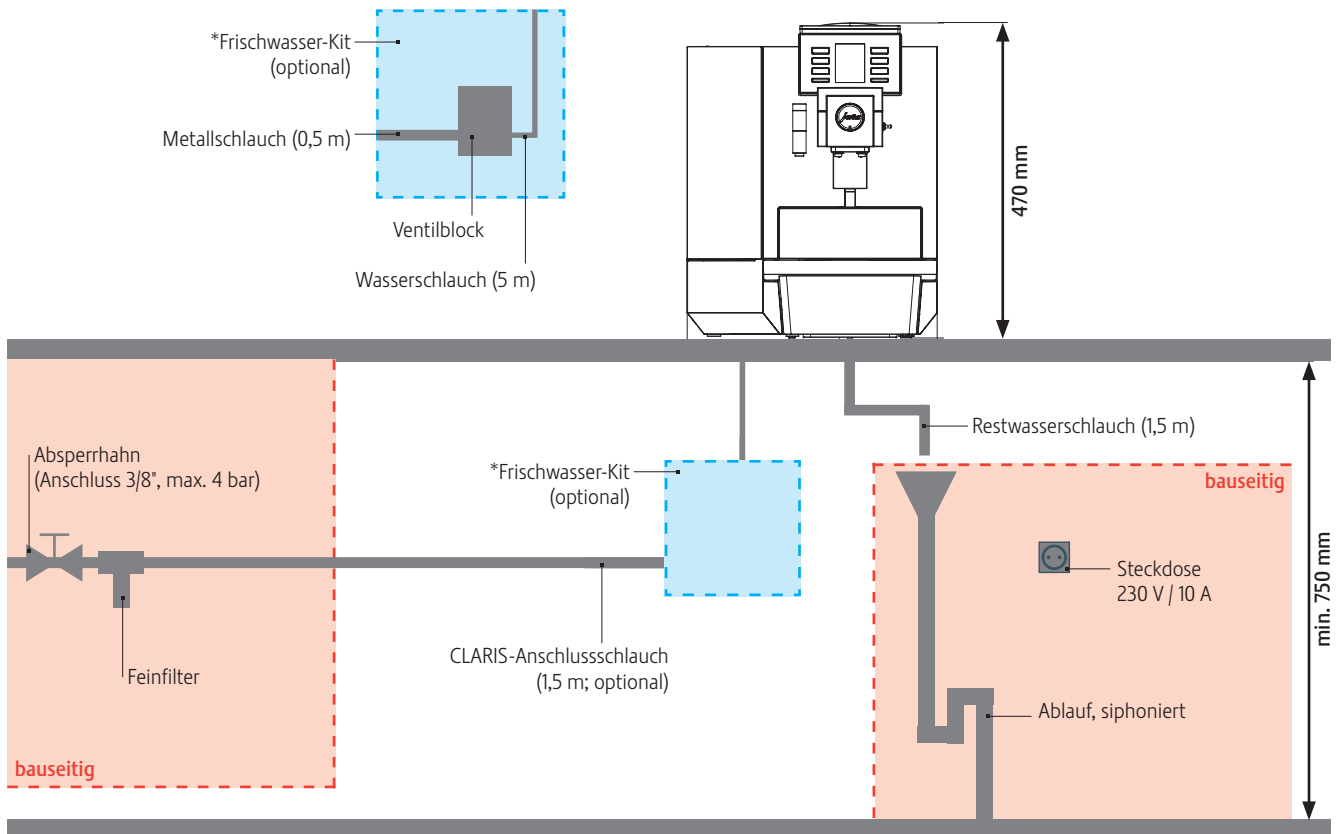 *Frischwasser-Kit
(optional)
Metallschlauch (0,5 m)
Ventilblock
Wasserschlauch (5 m)
jura
470 mm
Restwasserschlauch (1,5 m)
Absperrhahn
(Anschluss 3/8", max. 4 bar)
*Frischwasser-Kit
(optional)
bauseitig
Steckdose
230 V / 10 A
min. 750 mm
CLARIS-Anschlussschlauch
(1,5 m; optional)
Feinfilter
Ablauf, siphoniert
bauseitig